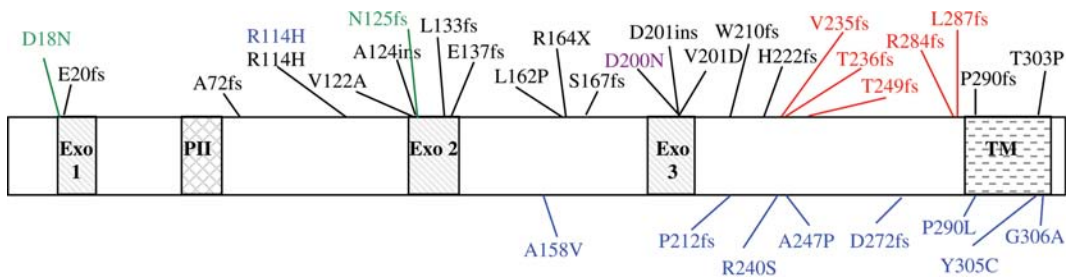 L287fs
N125fs
V235fs
L133fs
W210fs
R114H
D201ins
R284fs
D18N
R164X
T236fs
T303P
A124ins
E137fs
R114H
D200N
V201D
H222fs
E20fs
L162P
P290fs
A72fs
V122A
S167fs
T249fs
Exo 1
PII
Exo 2
Exo 3
TM
P290L
G306A
A158V
P212fs
A247P
D272fs
R240S
Y305C